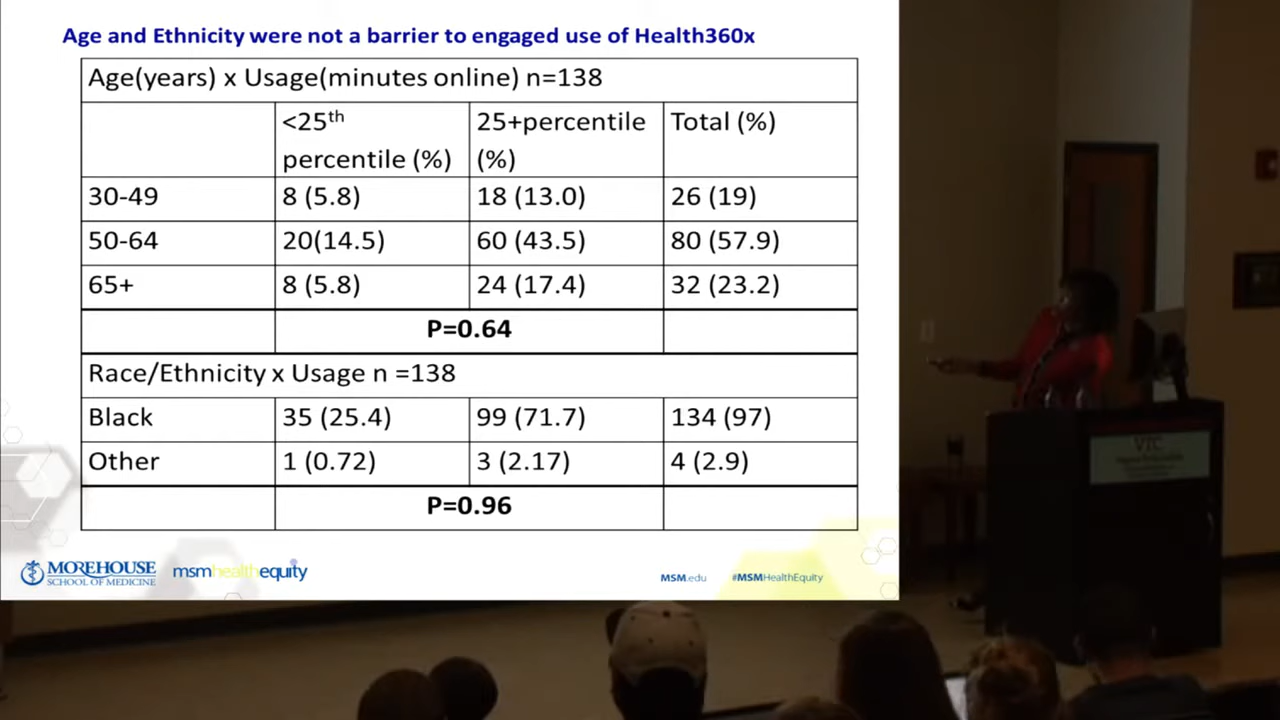 Age and Ethnicity were not a barrier to engaged use of Health360x
Age(years) x Usage(minutes online) n=138
<25th percentile (%) 25+percentile (%) Total (%)
30-49 8 (5.8) 18 (13.0) 26 (19)
50-64 20(14.5) 60 (43.5) 80 (57.9)
65+ 8 (5.8) 24 (17.4) 32 (23.2)
P=0.64
Race/Ethnicity x Usage n =138
Black 35 (25.4) 99 (71.7) 134 (97)
Other 1 (0.72) 3 (2.17) 4 (2.9)
P=0.96
MOREHOUSE
SCHOOL OF MEDICINE
msmhealthequity
MSM.edu #MSMHealthEquity
VTC